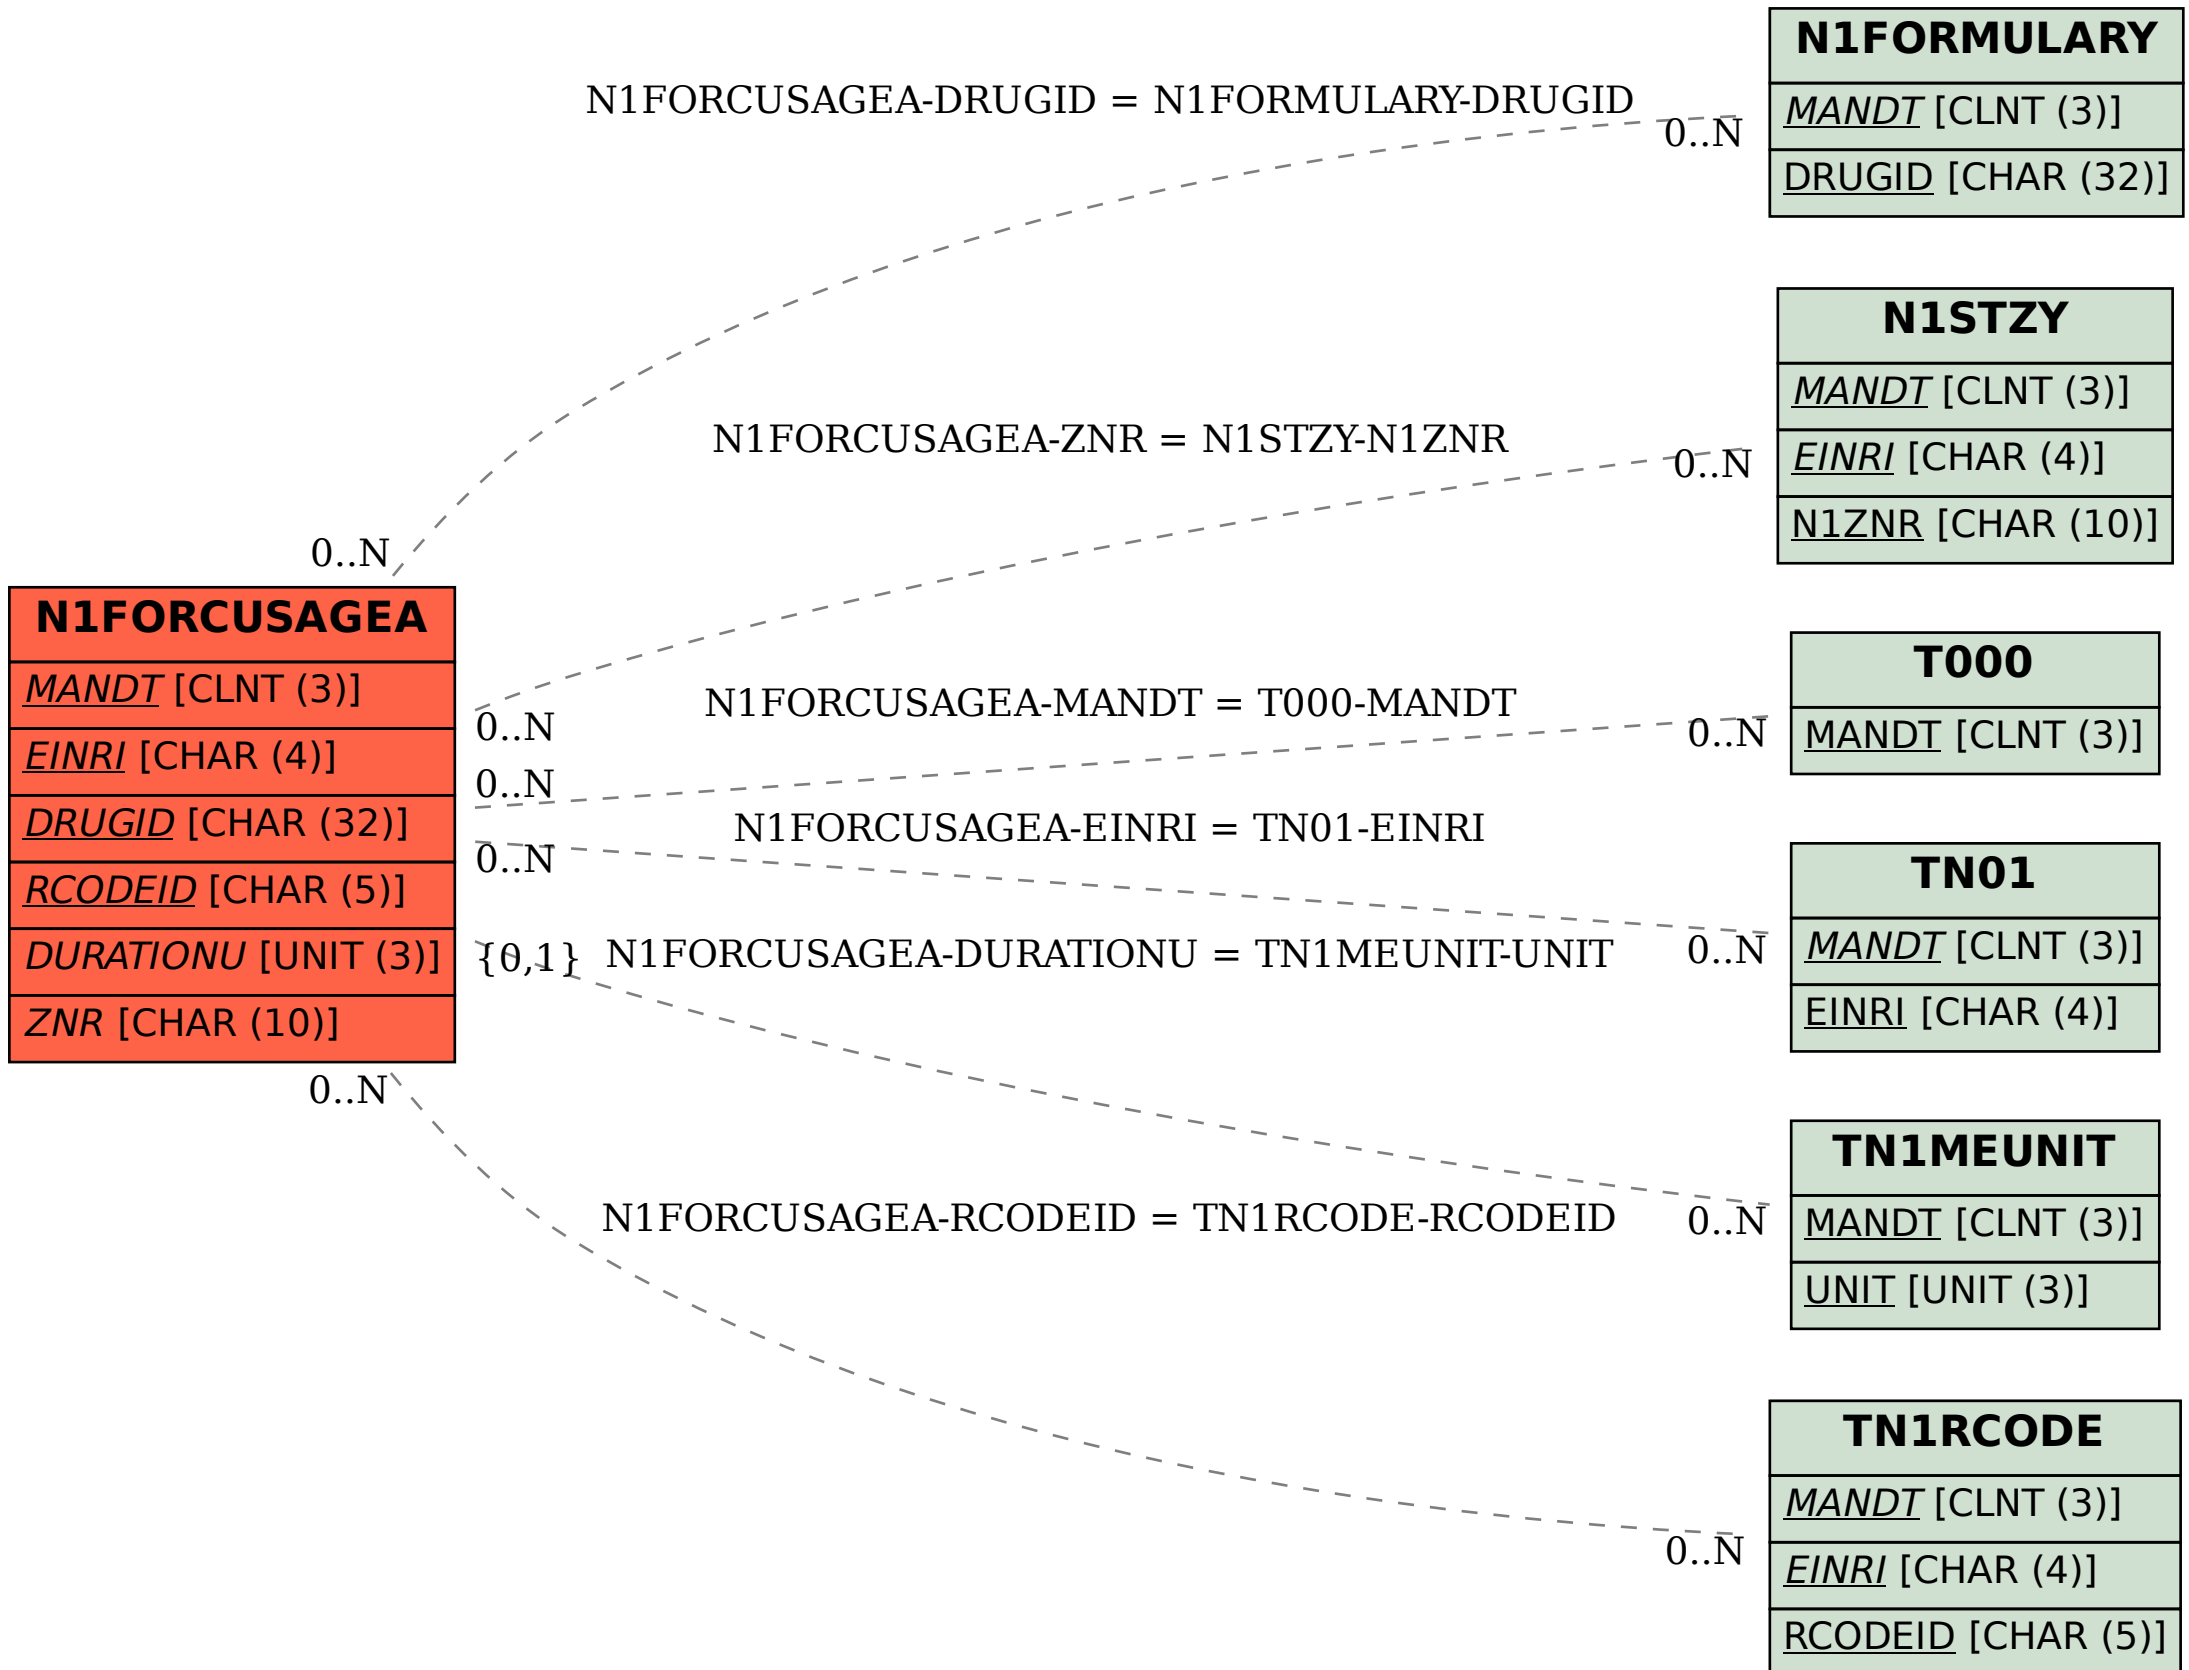 N1FORMULARY
MANDT [CLNT (3)]
DRUGID [CHAR (32)]
N1FORCUSAGEA-DRUGID = N1FORMULARY-DRUGID
0..N
0..N
N1STZY
MANDT [CLNT (3)]
EINRI [CHAR (4)]
N1ZNR [CHAR (10)]
N1FORCUSAGEA-ZNR = N1STZY-N1ZNR
0..N
0..N
N1FORCUSAGEA
MANDT [CLNT (3)]
EINRI [CHAR (4)]
DRUGID [CHAR (32)]
RCODEID [CHAR (5)]
DURATIONU [UNIT (3)]
ZNR [CHAR (10)]
T000
MANDT [CLNT (3)]
N1FORCUSAGEA-MANDT = T000-MANDT
0..N
0..N
TN01
MANDT [CLNT (3)]
EINRI [CHAR (4)]
N1FORCUSAGEA-EINRI = TN01-EINRI
0..N
0..N
N1FORCUSAGEA-DURATIONU = TN1MEUNIT-UNIT
{0,1}
0..N
TN1MEUNIT
MANDT [CLNT (3)]
UNIT [UNIT (3)]
N1FORCUSAGEA-RCODEID = TN1RCODE-RCODEID
0..N
0..N
TN1RCODE
MANDT [CLNT (3)]
EINRI [CHAR (4)]
RCODEID [CHAR (5)]